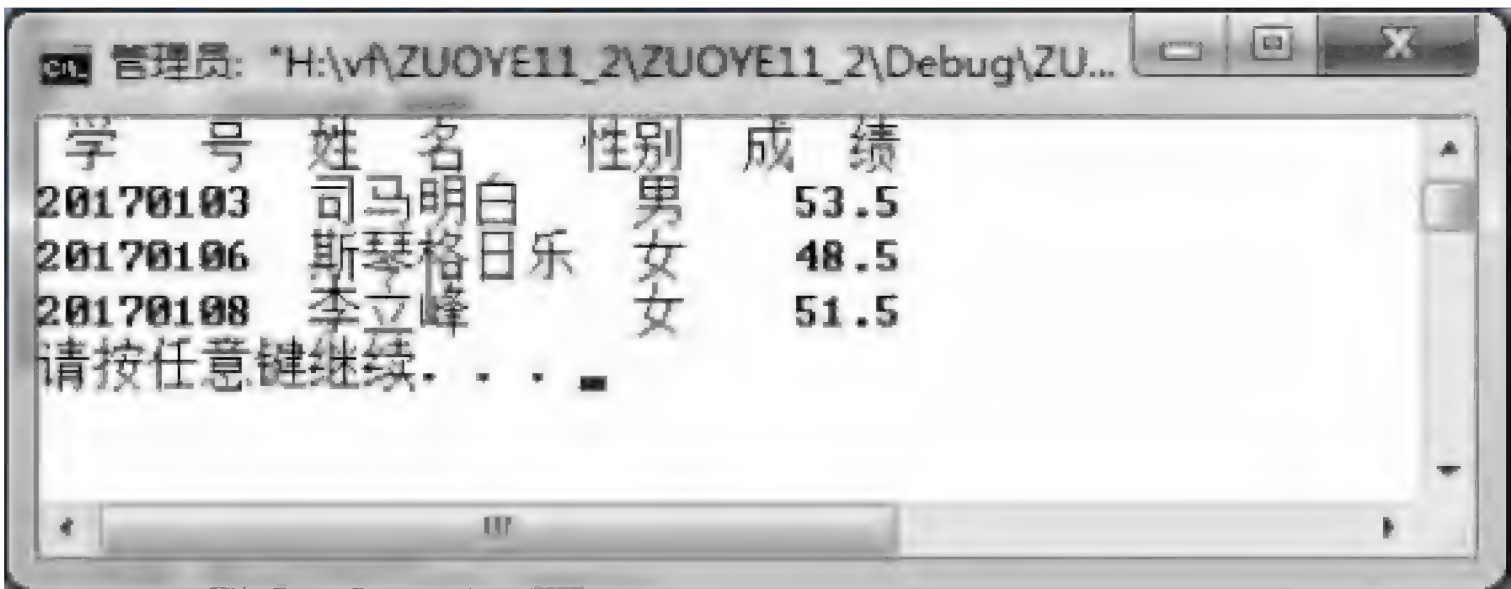 管理员: "H:\vf\ZUOYE11_2\ZUOYE11_2\Debug\ZU...
学 号 姓 名 性别 成 绩
20170103 司马明白 男 53.5
20170106 斯琴格日乐 女 48.5
20170108 李立峰 女 51.5
请按任意键继续. . .